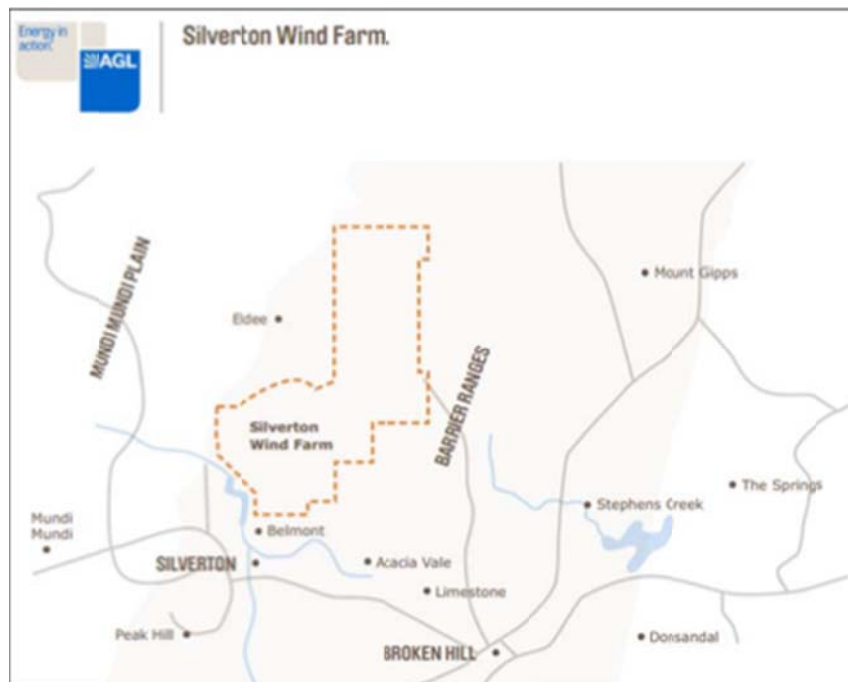 Energy in
action.
AGL
Silverton Wind Farm.
MUNDI MUNDI PLAIN
Mount Gipps
Eldee
BARRIER RANGES
Silverton
Wind Farm
The Springs
Stephens Creek
Mundi
Mundi
Belmont
SILVERTON
Acacia Vale
Limestone
Peak Hill
BROKEN HILL
Donsandal